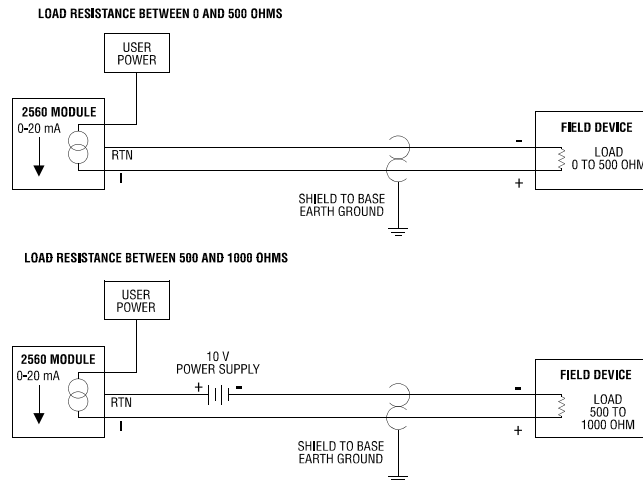 LOAD RESISTANCE BETWEEN 0 AND 500 OHMS
USER
POWER
2560 MODULE
0-20 mA
RTN
I
SHIELD TO BASE
EARTH GROUND
-
+
FIELD DEVICE
LOAD
0 TO 500 OHM
LOAD RESISTANCE BETWEEN 500 AND 1000 OHMS
USER
POWER
2560 MODULE
0-20 mA
RTN
I
10 V
POWER SUPPLY
+ -
SHIELD TO BASE
EARTH GROUND
-
+
FIELD DEVICE
LOAD
500 TO
1000 OHM